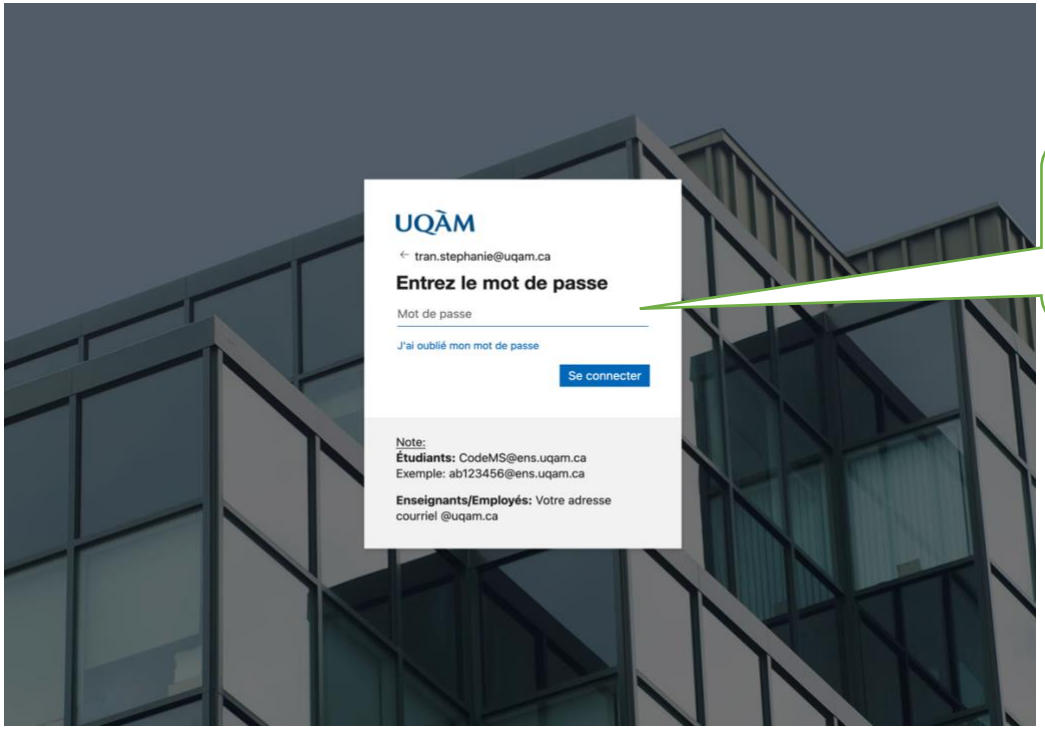 UQÀM
← tran.stephanie@uqam.ca
Entrez le mot de passe
Mot de passe
J'ai oublié mon mot de passe
Se connecter
Note:
Étudiants: CodeMS@ens.uqam.ca
Exemple: ab123456@ens.uqam.ca
Enseignants/Employés: Votre adresse
courriel @uqam.ca